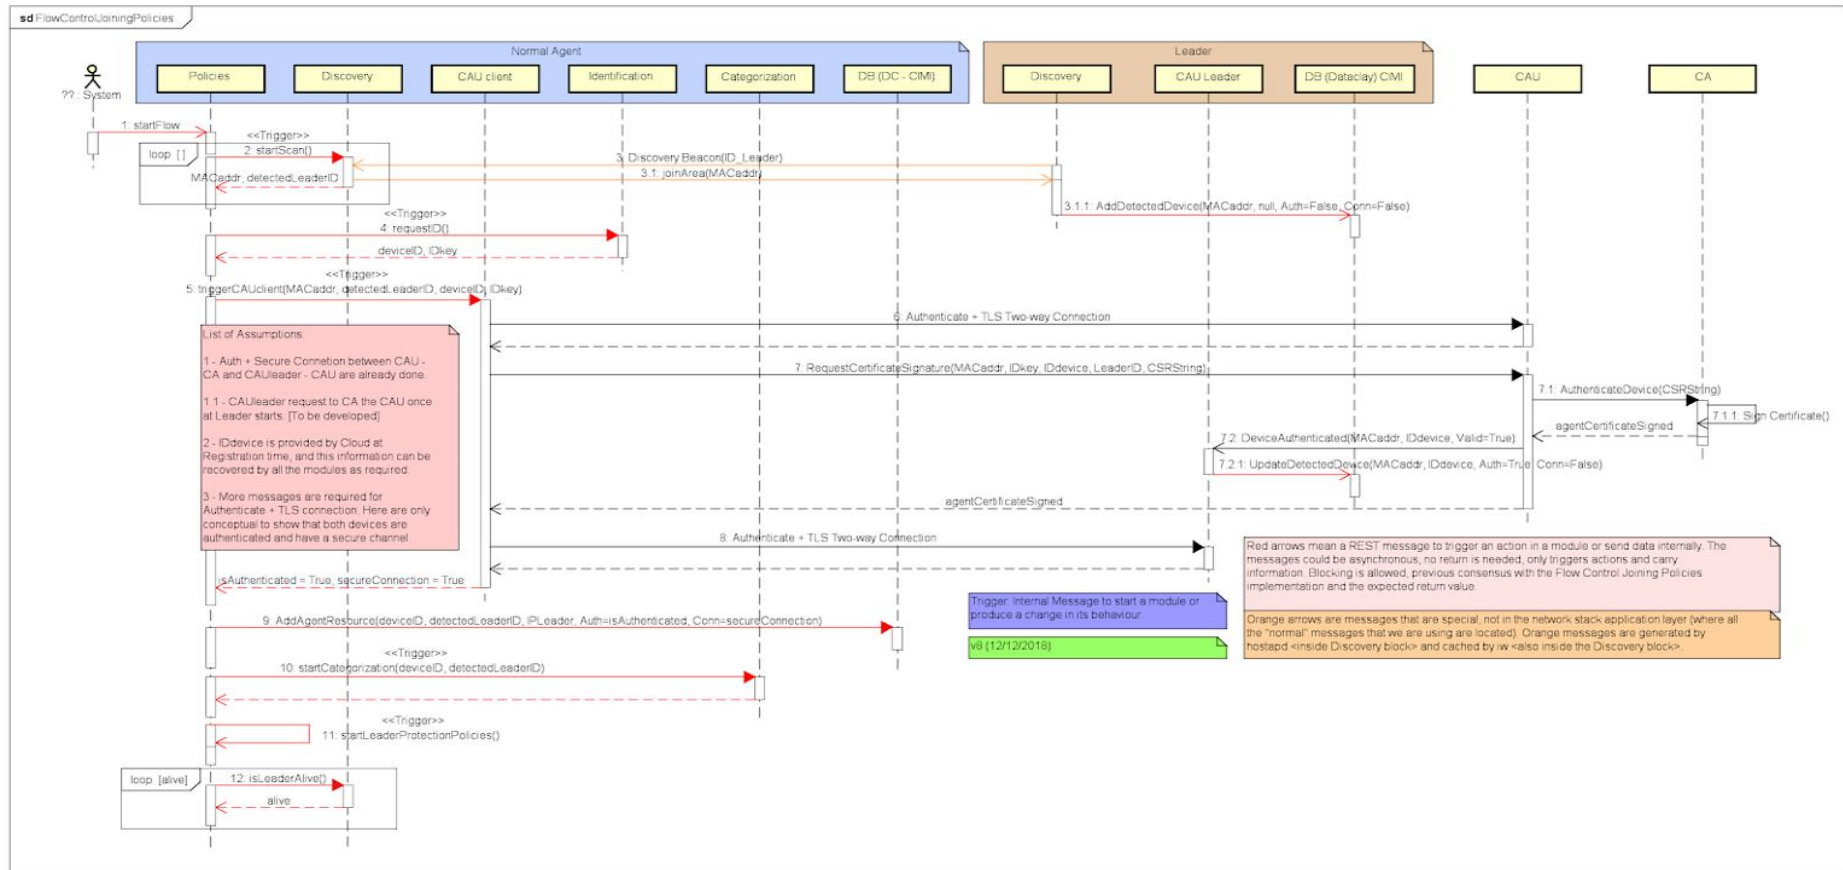 sd FlowControlJoiningPolicies
Normal Agent
Leader
Policies
Discovery
CAU client
Identification
Categorization
DB (DC - CIMI)
Discovery
CAU Leader
DB (Dataclay) CIMI
CAU
CA
?? : System
1: startFlow
<<Trigger>>
loop [ ]
2: startScan()
3: Discovery Beacon(ID_Leader)
3.1: joinArea(MACaddr)
MACaddr, detectedLeaderID
3.1.1: AddDetectedDevice(MACaddr, null, Auth=False, Conn=False)
<<Trigger>>
4: requestID()
deviceID, IDkey
<<Trigger>>
5: triggerCAUclient(MACaddr, detectedLeaderID, deviceID, IDkey)
6: Authenticate + TLS Two-way Connection
List of Assumptions:
1 - Auth + Secure Connetion between CAU -
CA and CAUleader - CAU are already done.
1.1 - CAUleader request to CA the CAU once
at Leader starts. [To be developed]
2 - IDdevice is provided by Cloud at
Registration time, and this information can be
recovered by all the modules as required.
3 - More messages are required for
Authenticate + TLS connection. Here are only
conceptual to show that both devices are
authenticated and have a secure channel.
7: RequestCertificateSignature(MACaddr, IDkey, IDdevice, LeaderID, CSRString)
7.1: AuthenticateDevice(CSRString)
7.1.1: Sign Certificate()
agentCertificateSigned
7.2: DeviceAuthenticated(MACaddr, IDdevice, Valid=True)
7.2.1: UpdateDetectedDevice(MACaddr, IDdevice, Auth=True, Conn=False)
agentCertificateSigned
8: Authenticate + TLS Two-way Connection
isAuthenticated = True, secureConnection = True
Red arrows mean a REST message to trigger an action in a module or send data internally. The
messages could be asynchronous, no return is needed, only triggers actions and carry
information. Blocking is allowed, previous consensus with the Flow Control Joining Policies
implementation and the expected return value.
Trigger: Internal Message to start a module or
produce a change in its behaviour.
Orange arrows are messages that are special, not in the network stack application layer (where all
the "normal" messages that we are using are located). Orange messages are generated by
hostapd <inside Discovery block> and cached by iw <also inside the Discovery block>.
v8 (12/12/2018)
9: AddAgentResource(deviceID, detectedLeaderID, IPLeader, Auth=isAuthenticated, Conn=secureConnection)
<<Trigger>>
10: startCategorization(deviceID, detectedLeaderID)
<<Trigger>>
11: startLeaderProtectionPolicies()
loop [alive]
12: isLeaderAlive()
alive